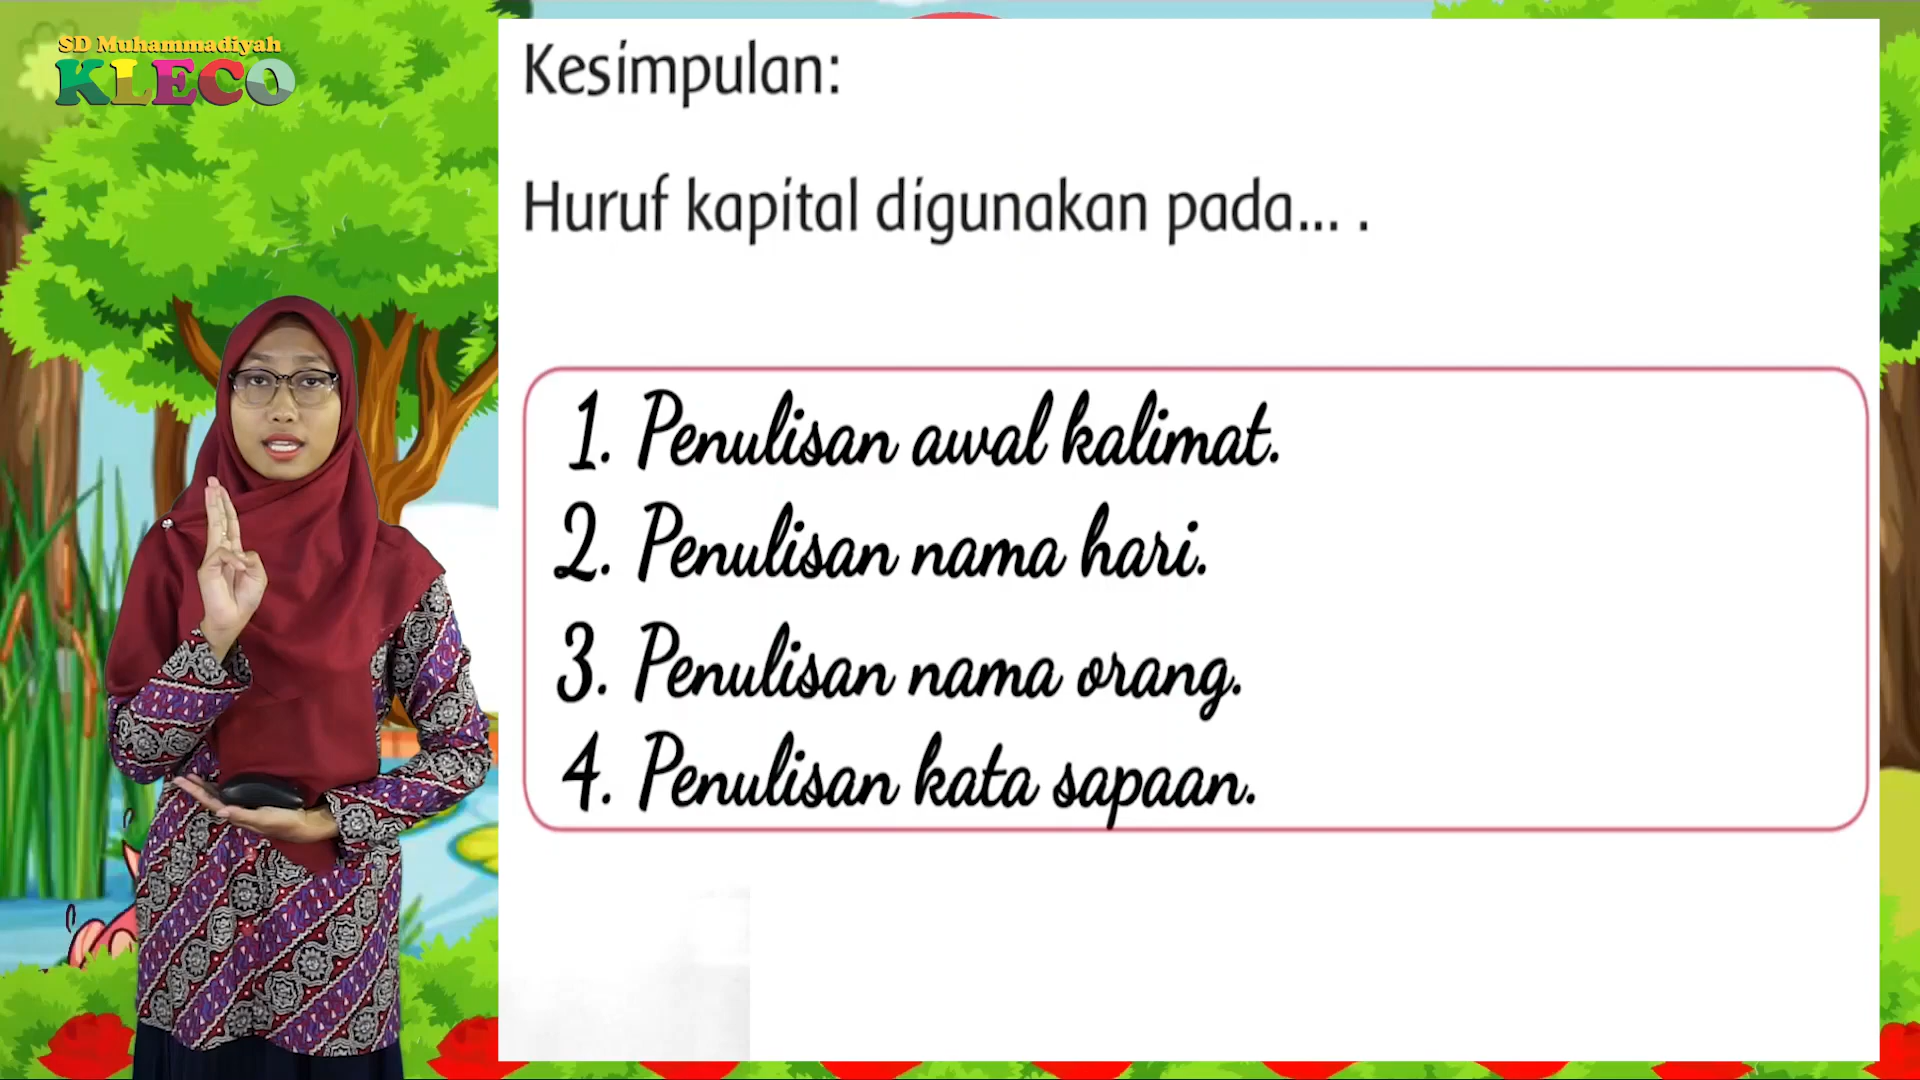 SD Muhammadiyah
KLECO
Kesimpulan:
Huruf kapital digunakan pada... .
1. Penulisan awal kalimat.
2. Penulisan nama hari.
3. Penulisan nama orang.
4. Penulisan kata sapaan.